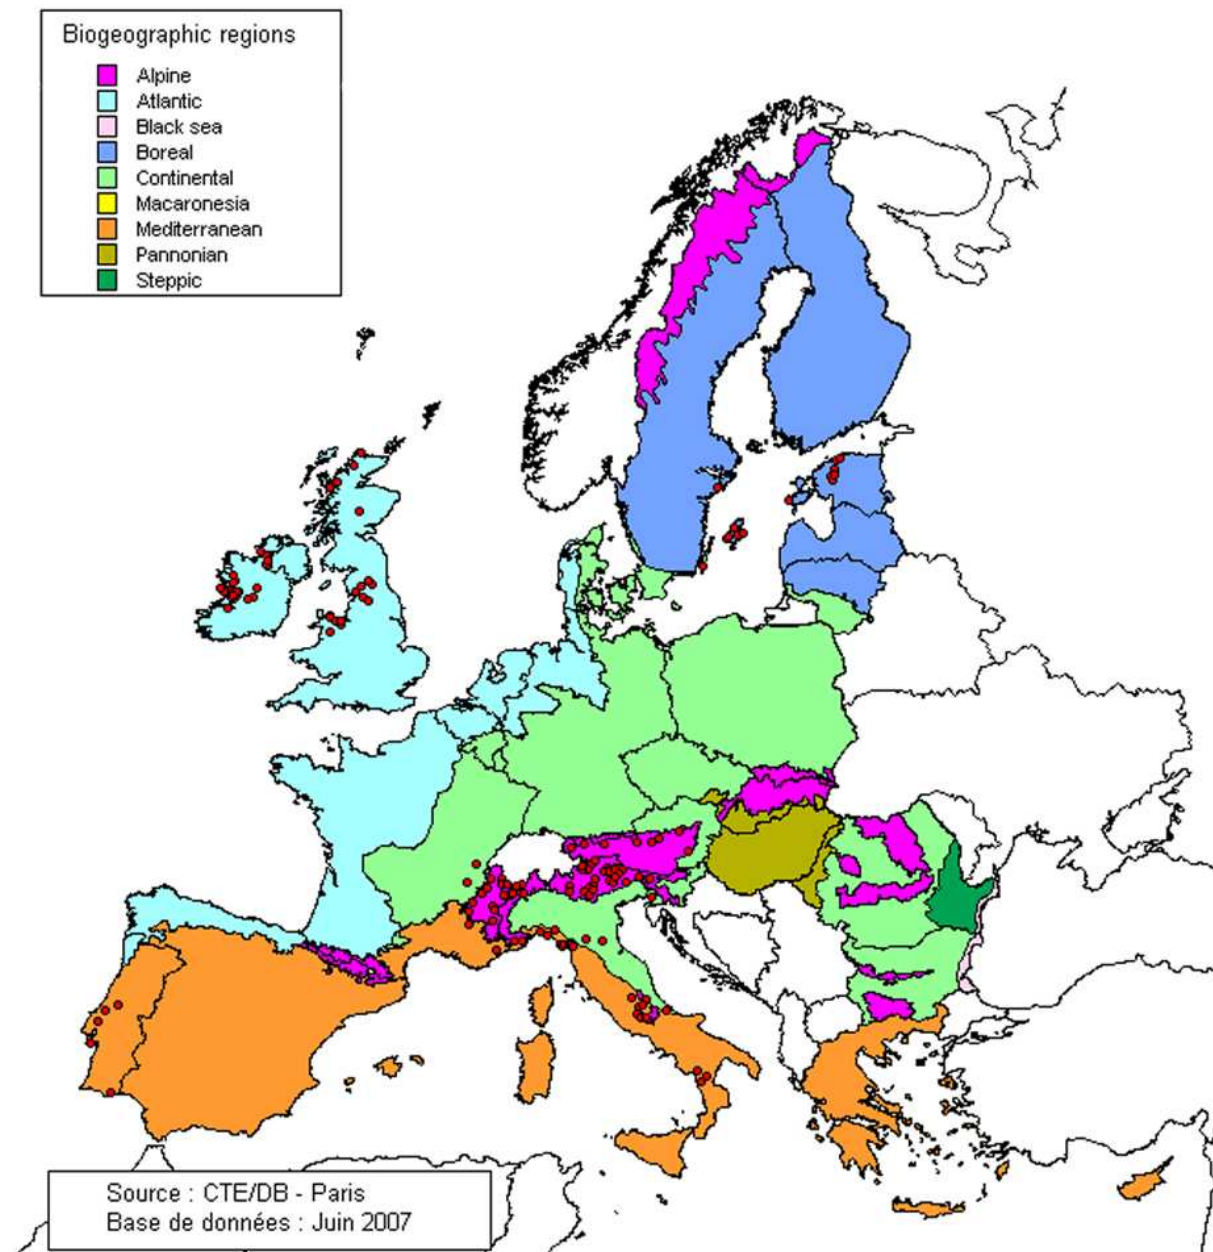 Biogeographic regions
Alpine
Atlantic
Black sea
Boreal
Continental
Macaronesia
Mediterranean
Pannonian
Steppic
Source : CTE/DB - Paris
Base de données : Juin 2007